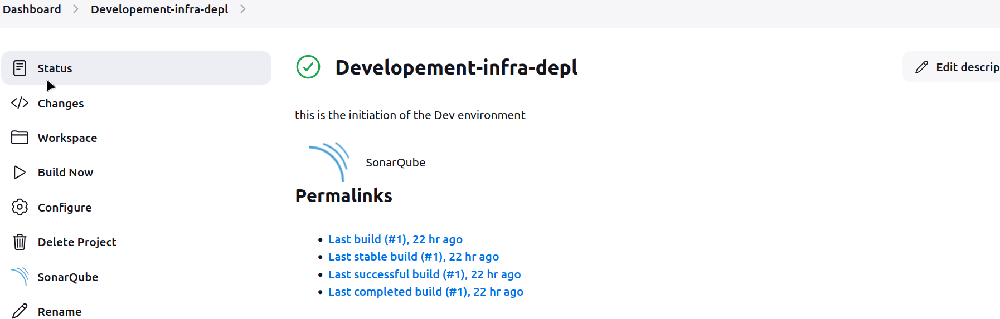 Dashboard > Developement-infra-depl >
Status
Changes
Workspace
Build Now
Configure
Delete Project
SonarQube
Rename
Developement-infra-depl
Edit descrip
this is the initiation of the Dev environment
SonarQube
Permalinks
• Last build (#1), 22 hr ago
• Last stable build (#1), 22 hr ago
• Last successful build (#1), 22 hr ago
• Last completed build (#1), 22 hr ago